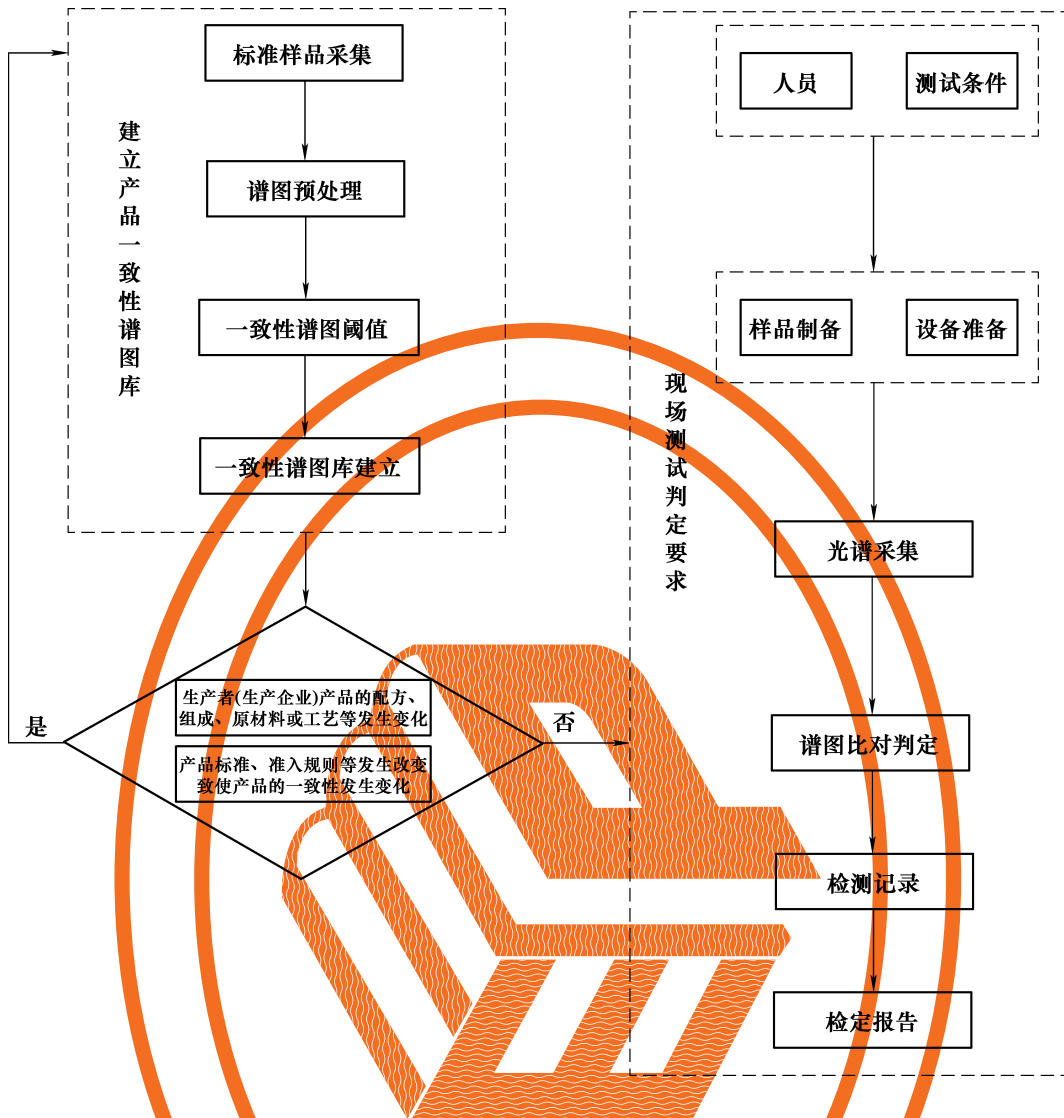 标准样品采集
建立产品一致性谱图库
谱图预处理
一致性谱图阈值
一致性谱图库建立
是
生产者(生产企业)产品的配方、
组成、原材料或工艺等发生变化
产品标准、准入规则等发生改变
致使产品的一致性发生变化
否
人员
测试条件
样品制备
设备准备
现场测试判定要求
光谱采集
谱图比对判定
检测记录
检定报告